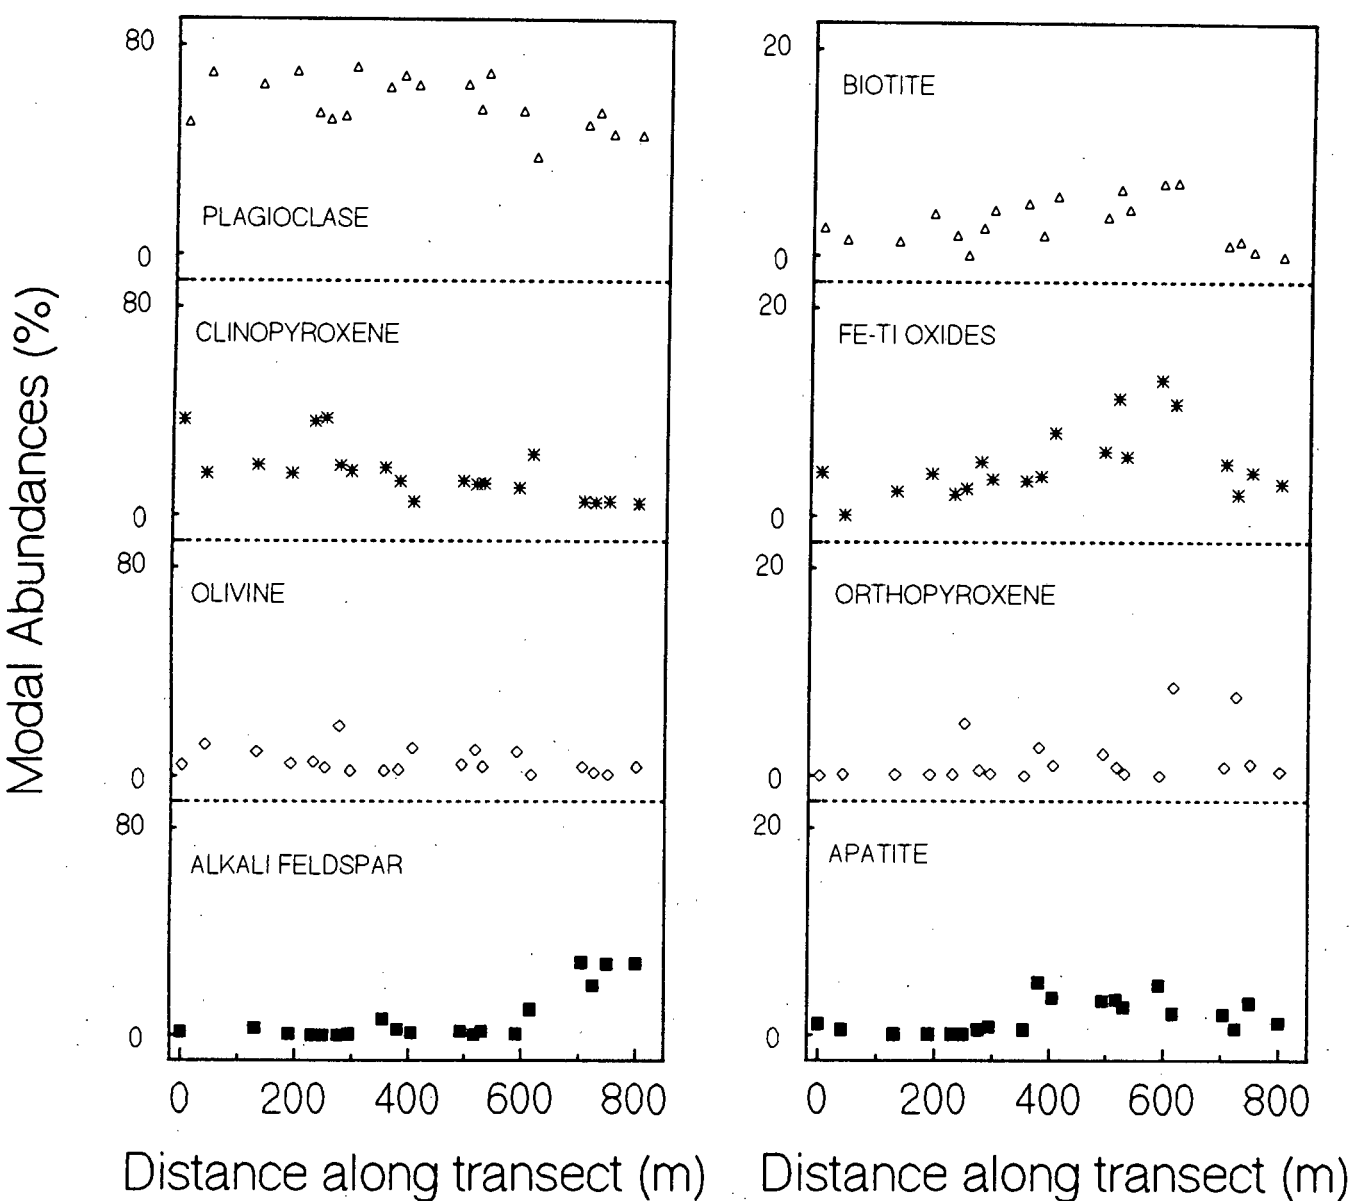 Modal Abundances (%)
80
PLAGIOCLASE
0
80
CLINOPYROXENE
0
80
OLIVINE
0
80
ALKALI FELDSPAR
0
0 200 400 600 800
Distance along transect (m)
20
BIOTITE
0
20
FE-TI OXIDES
0
20
ORTHOPYROXENE
0
20
APATITE
0
0 200 400 600 800
Distance along transect (m)